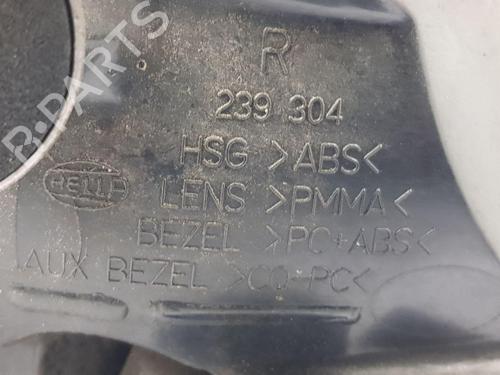 R
239 304
HSG >ABS<
HELLA
LENS >PMMA<
BEZEL >PC+ABS<
AUX BEZEL >CO-PC<
B-PARTS